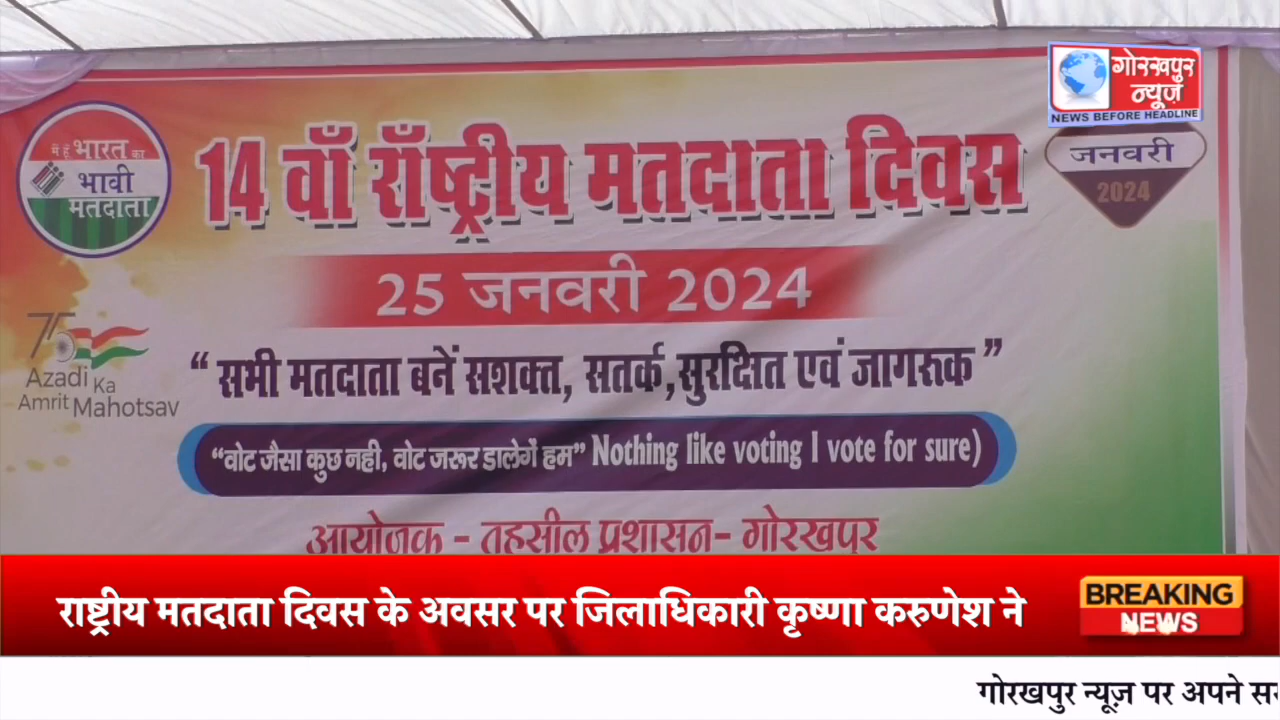 गोरखपुर
न्यूज़
NEWS BEFORE HEADLINE
मैं हूँ भारत का
भावी
मतदाता
14 वाँ राँष्ट्रीय मतदाता दिवस
जनवरी
2024
25 जनवरी 2024
75
Azadi Ka
Amrit Mahotsav
“ सभी मतदाता बनें सशक्त, सतर्क,सुरक्षित एवं जागरुक ”
“वोट जैसा कुछ नही, वोट जरूर डालेगें हम” Nothing like voting I vote for sure)
आयोजक - तहसील प्रशासन- गोरखपुर
राष्ट्रीय मतदाता दिवस के अवसर पर जिलाधिकारी कृष्णा करुणेश ने
BREAKING
NEWS
गोरखपुर न्यूज़ पर अपने